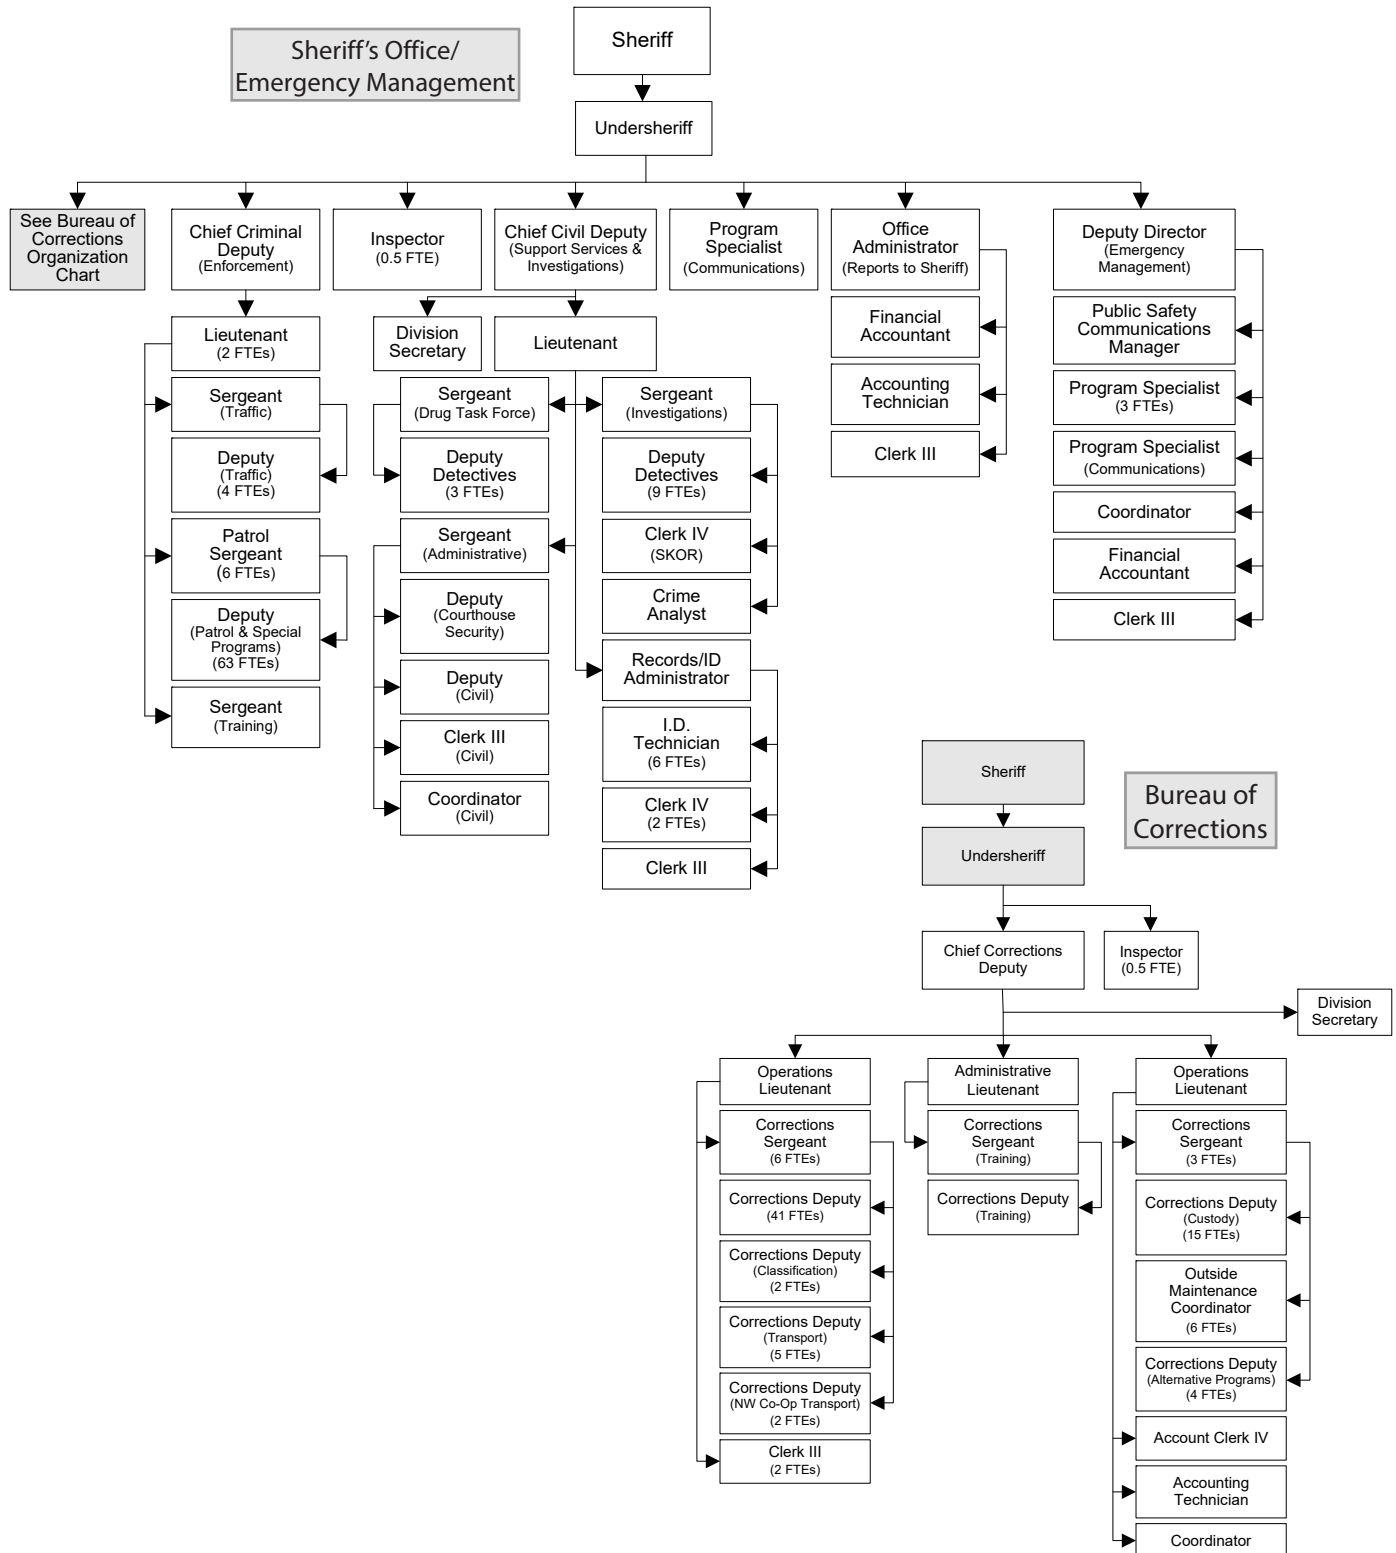 Sheriff’s Office/
Emergency Management
Sheriff
Undersheriff
See Bureau of
Corrections
Organization
Chart
Chief Criminal
Deputy
(Enforcement)
Inspector
(0.5 FTE)
Chief Civil Deputy
(Support Services &
Investigations)
Program
Specialist
(Communications)
Office
Administrator
(Reports to Sheriff)
Deputy Director
(Emergency
Management)
Lieutenant
(2 FTEs)
Sergeant
(Traffic)
Deputy
(Traffic)
(4 FTEs)
Patrol
Sergeant
(6 FTEs)
Deputy
(Patrol & Special
Programs)
(63 FTEs)
Sergeant
(Training)
Division
Secretary
Lieutenant
Sergeant
(Drug Task Force)
Deputy
Detectives
(3 FTEs)
Sergeant
(Administrative)
Deputy
(Courthouse
Security)
Deputy
(Civil)
Clerk III
(Civil)
Coordinator
(Civil)
Sergeant
(Investigations)
Deputy
Detectives
(9 FTEs)
Clerk IV
(SKOR)
Crime
Analyst
Records/ID
Administrator
I.D.
Technician
(6 FTEs)
Clerk IV
(2 FTEs)
Clerk III
Financial
Accountant
Accounting
Technician
Clerk III
Public Safety
Communications
Manager
Program Specialist
(3 FTEs)
Program Specialist
(Communications)
Coordinator
Financial
Accountant
Clerk III
Bureau of
Corrections
Sheriff
Undersheriff
Chief Corrections
Deputy
Inspector
(0.5 FTE)
Division
Secretary
Operations
Lieutenant
Corrections
Sergeant
(6 FTEs)
Corrections Deputy
(41 FTEs)
Corrections Deputy
(Classification)
(2 FTEs)
Corrections Deputy
(Transport)
(5 FTEs)
Corrections Deputy
(NW Co-Op Transport)
(2 FTEs)
Clerk III
(2 FTEs)
Administrative
Lieutenant
Corrections
Sergeant
(Training)
Corrections Deputy
(Training)
Operations
Lieutenant
Corrections
Sergeant
(3 FTEs)
Corrections Deputy
(Custody)
(15 FTEs)
Outside
Maintenance
Coordinator
(6 FTEs)
Corrections Deputy
(Alternative Programs)
(4 FTEs)
Account Clerk IV
Accounting
Technician
Coordinator